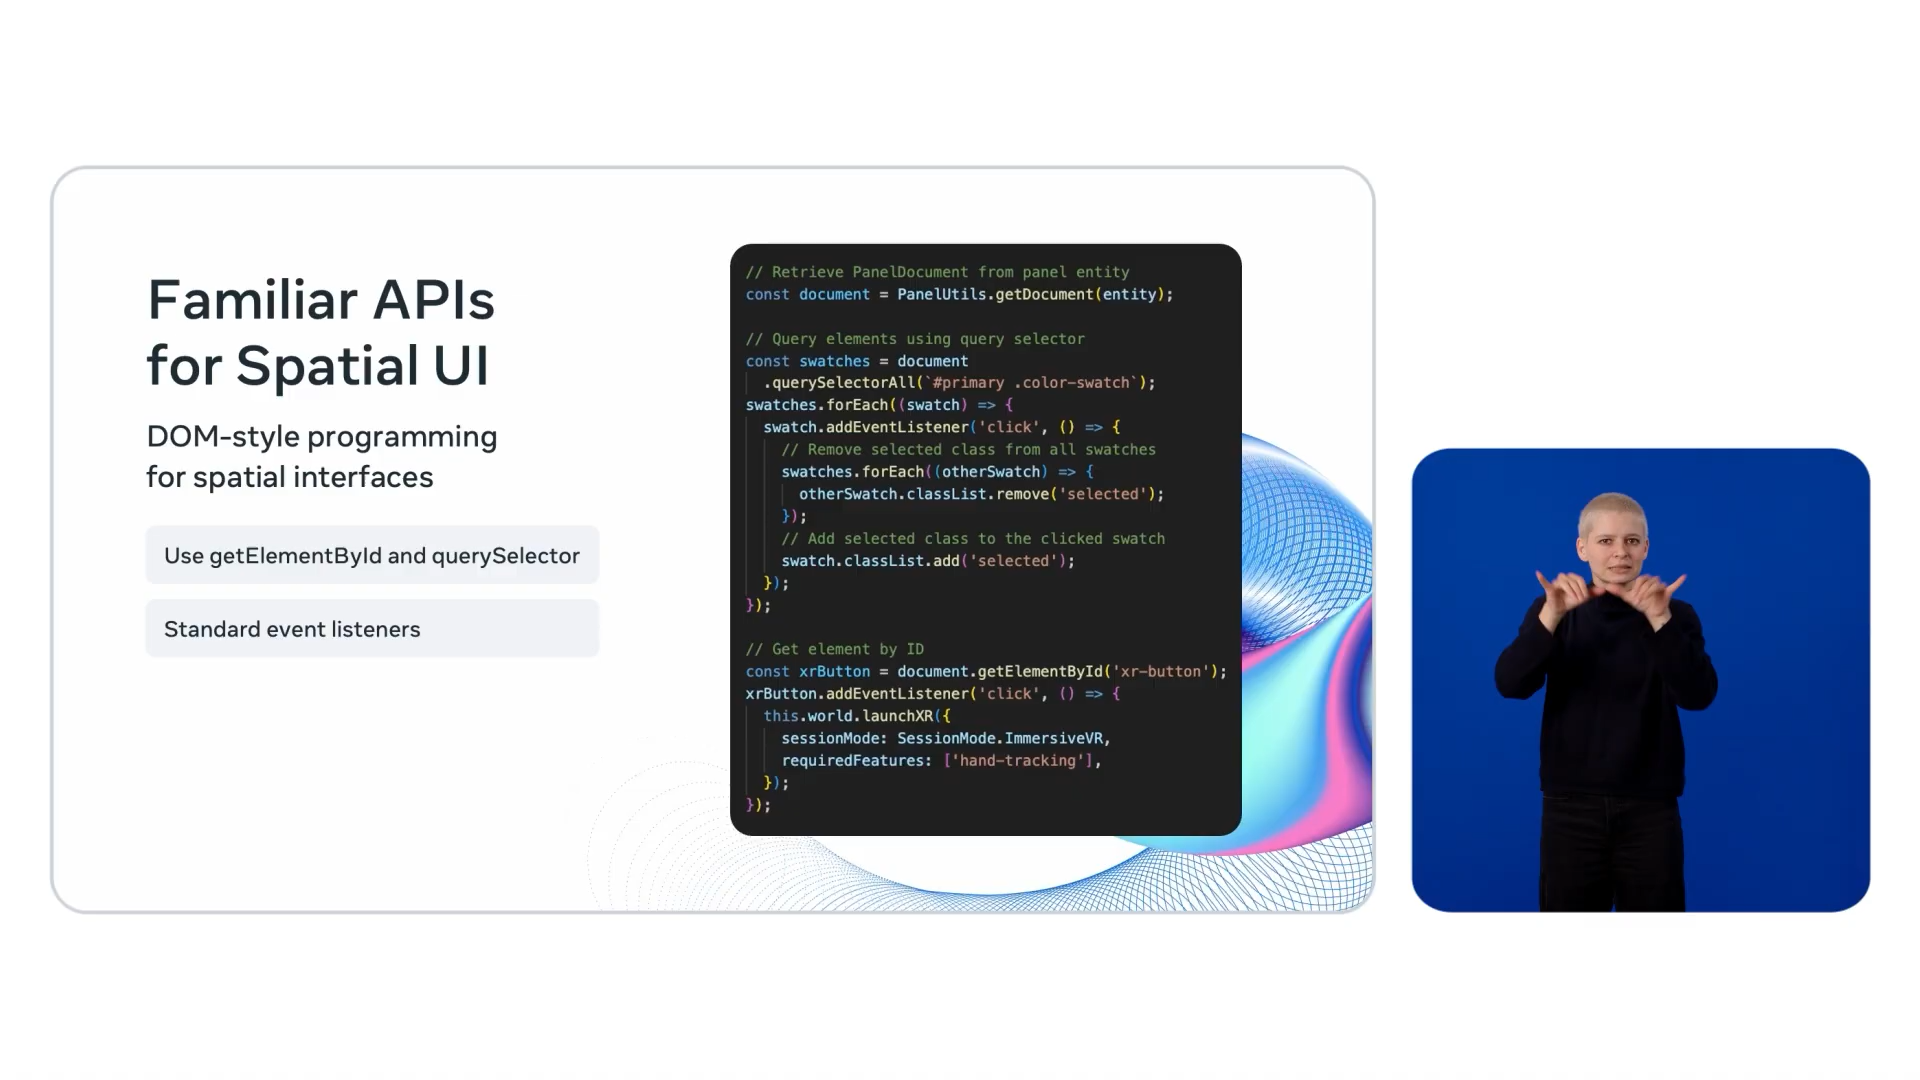 Familiar APIs
for Spatial UI
DOM-style programming
for spatial interfaces
Use getElementById and querySelector
Standard event listeners
// Retrieve PanelDocument from panel entity
const document = PanelUtils.getDocument(entity);
// Query elements using query selector
const swatches = document
.querySelectorAll(`#primary .color-swatch`);
swatches.forEach((swatch) => {
swatch.addEventListener('click', () => {
// Remove selected class from all swatches
swatches.forEach((otherSwatch) => {
otherSwatch.classList.remove('selected');
});
// Add selected class to the clicked swatch
swatch.classList.add('selected');
});
});
// Get element by ID
const xrButton = document.getElementById('xr-button');
xrButton.addEventListener('click', () => {
this.world.launchXR({
sessionMode: SessionMode.ImmersiveVR,
requiredFeatures: ['hand-tracking'],
});
});